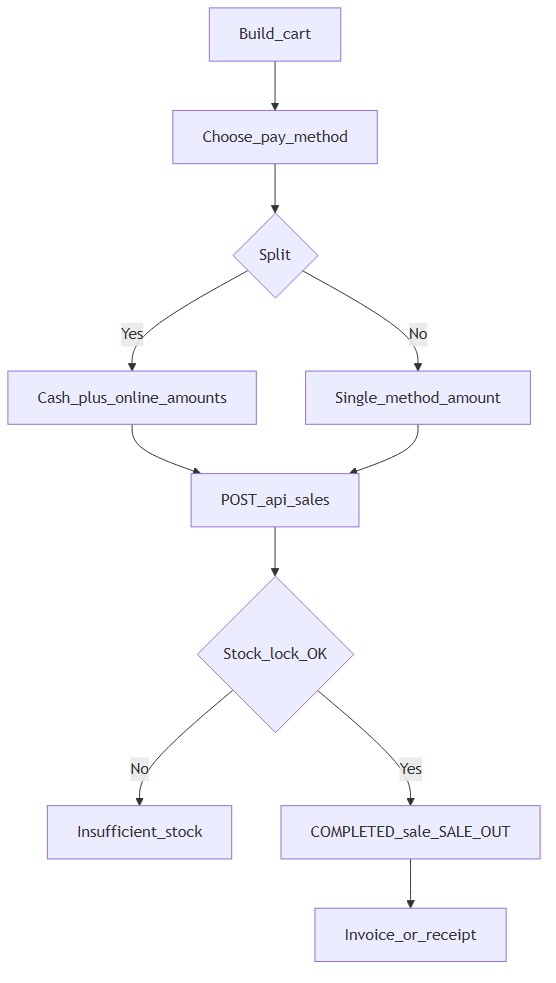 Build_cart
Choose_pay_method
Split
Yes
No
Cash_plus_online_amounts
Single_method_amount
POST_api_sales
Stock_lock_OK
No
Yes
Insufficient_stock
COMPLETED_sale_SALE_OUT
Invoice_or_receipt